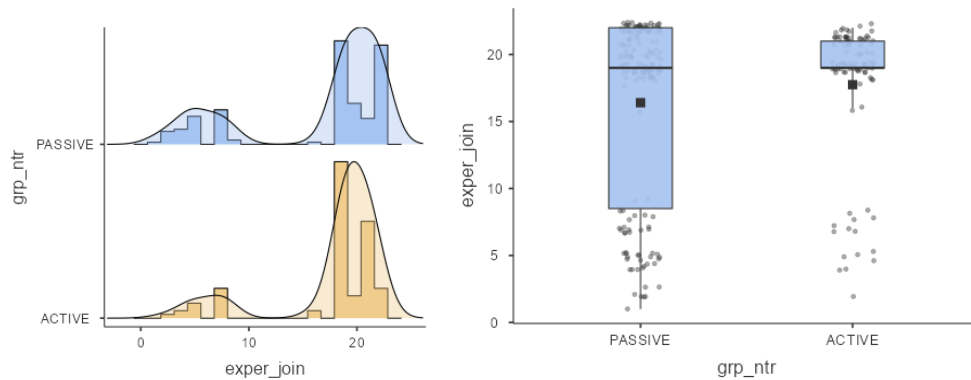 grp_ntr
PASSIVE
ACTIVE
0
10
20
exper_join
exper_join
20
15
10
5
0
PASSIVE
ACTIVE
grp_ntr